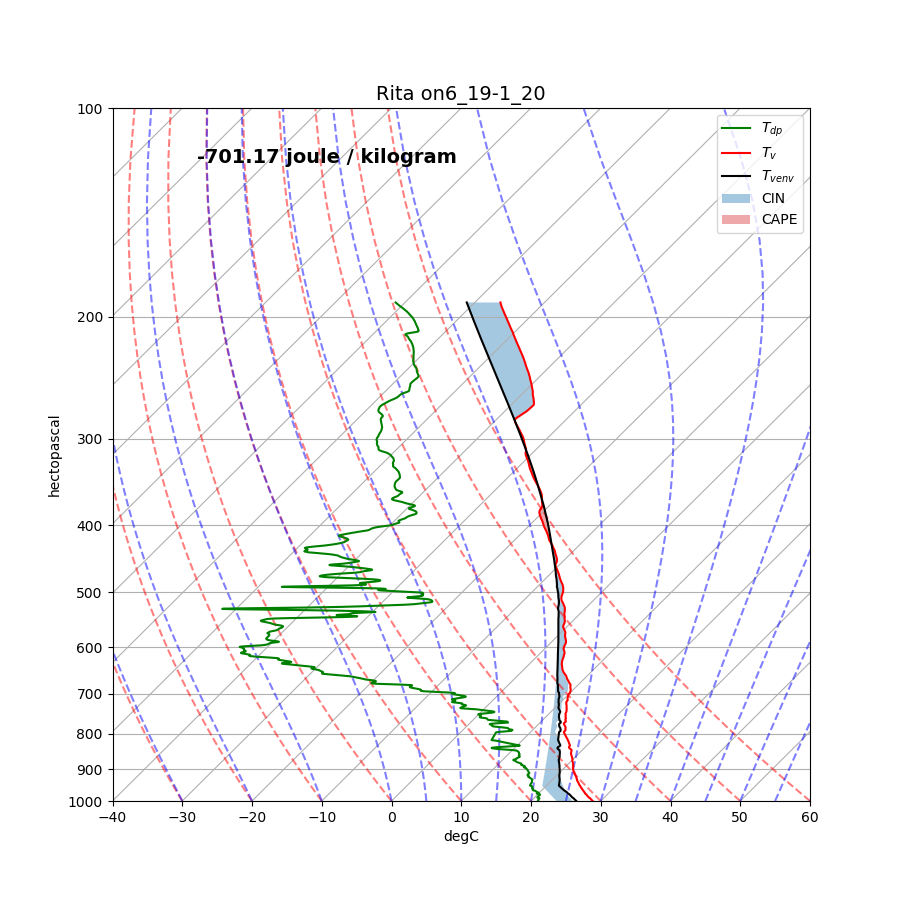 Rita on6_19-1_20
100
-701.17 joule / kilogram
T_dp
T_v
T_venv
CIN
CAPE
200
300
hectopascal
400
500
600
700
800
900
1000
−40 −30 −20 −10 0 10 20 30 40 50 60
degC